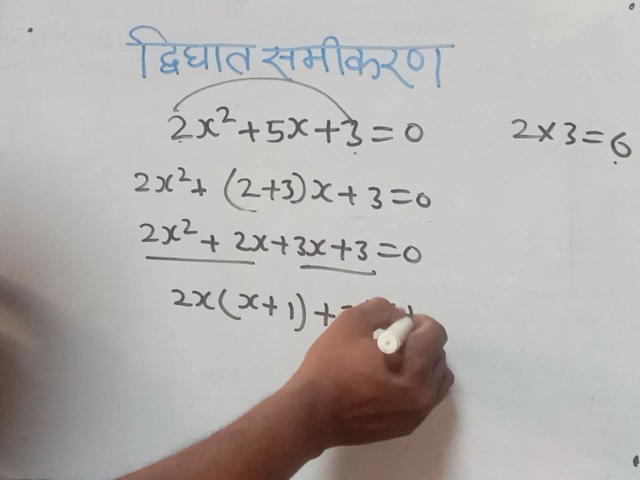 द्विघात समीकरण
2x² + 5x + 3 = 0
2 × 3 = 6
2x² + (2+3)x + 3 = 0
2x² + 2x + 3x + 3 = 0
2x(x+1) +